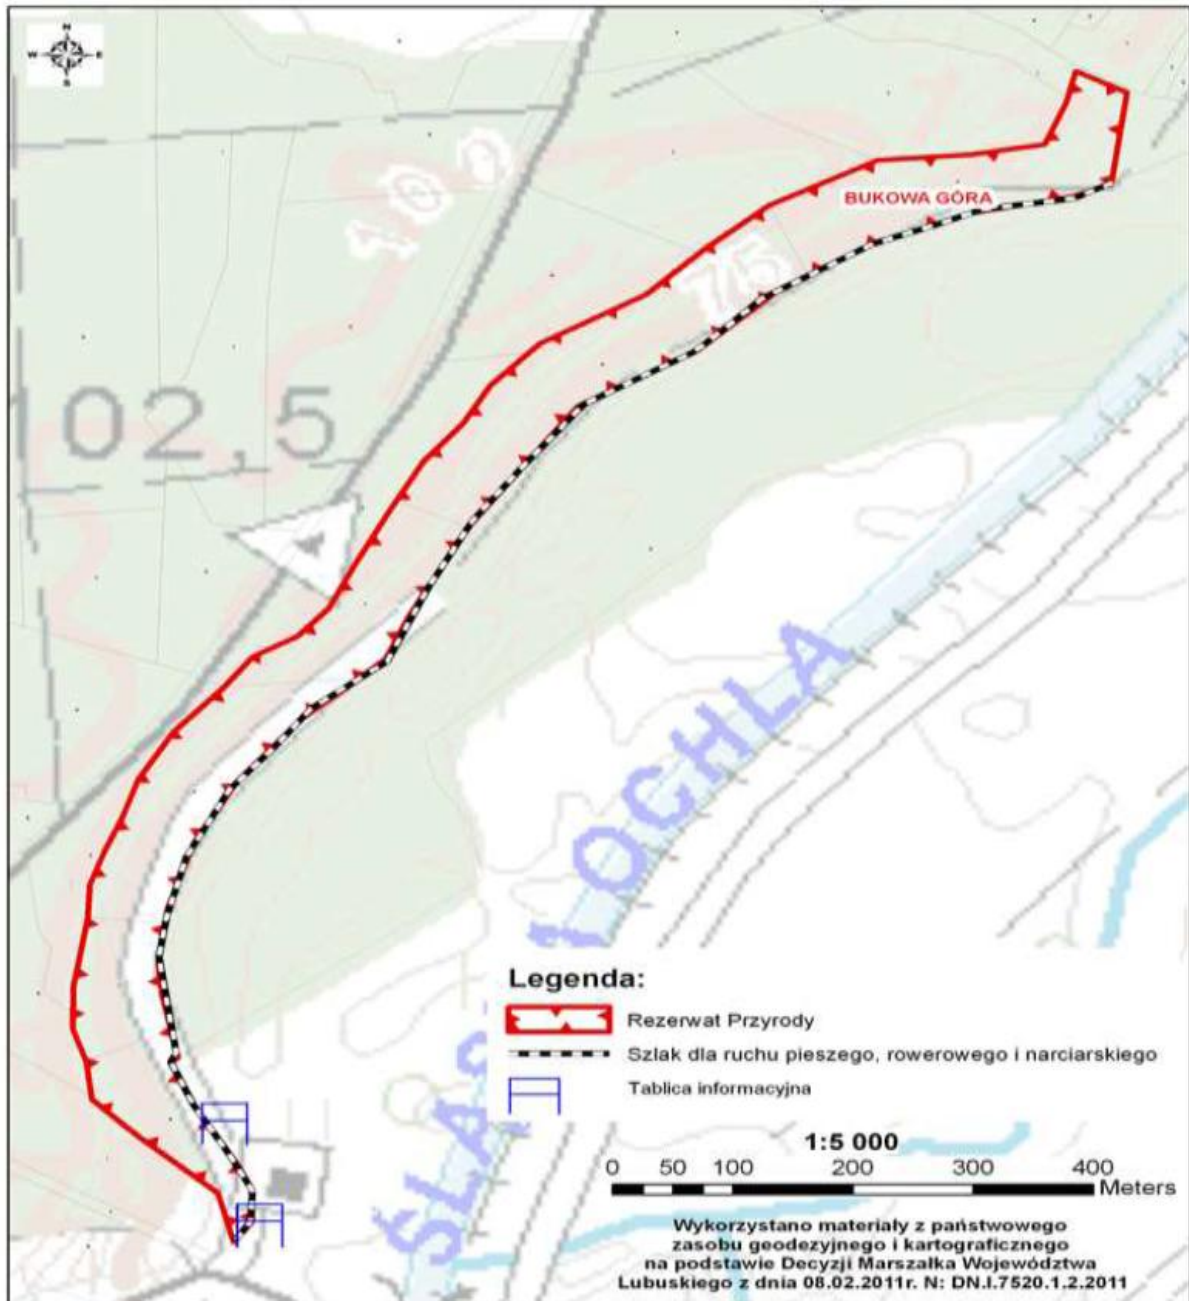 N
W E
S
100
BUKOWA GÓRA
775
102,5
ŚLĄSKA OCHLA
Legenda:
Rezerwat Przyrody
Szlak dla ruchu pieszego, rowerowego i narciarskiego
Tablica informacyjna
1:5 000
0 50 100 200 300 400
Meters
Wykorzystano materiały z państwowego
zasobu geodezyjnego i kartograficznego
na podstawie Decyzji Marszałka Województwa
Lubuskiego z dnia 08.02.2011r. N: DN.I.7520.1.2.2011